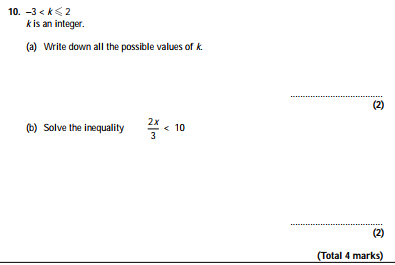 10. –3 < k ⩽ 2
k is an integer.
(a) Write down all the possible values of k.
(2)
(b) Solve the inequality 2x/3 < 10
(2)
(Total 4 marks)